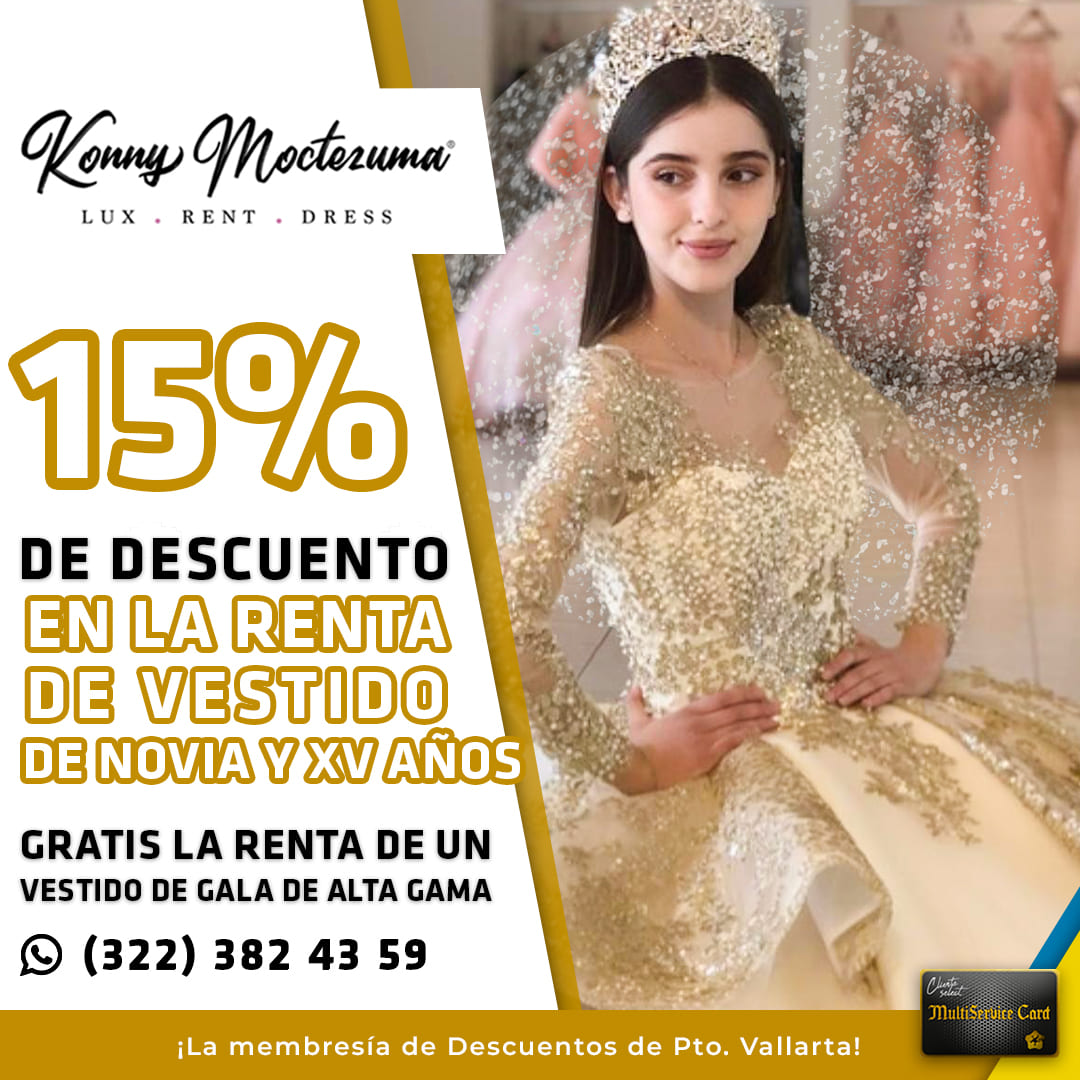 Konny Moctezuma®
LUX . RENT . DRESS
15%
DE DESCUENTO
EN LA RENTA
DE VESTIDO
DE NOVIA Y XV AÑOS
GRATIS LA RENTA DE UN
VESTIDO DE GALA DE ALTA GAMA
(322) 382 43 59
Cliente
select
MultiService Card
¡La membresía de Descuentos de Pto. Vallarta!